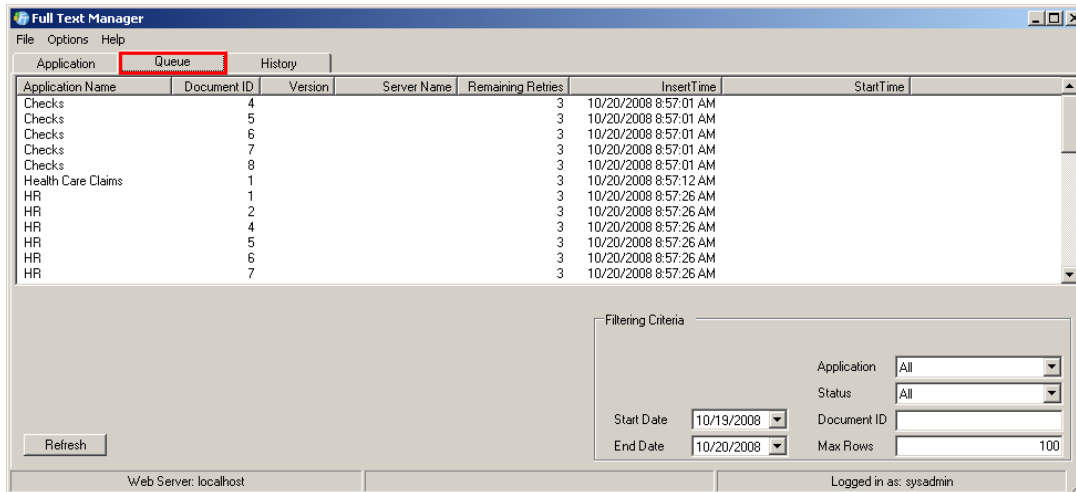 Full Text Manager
File Options Help
Application Queue History
Application Name Document ID Version Server Name Remaining Retries InsertTime StartTime
Checks 4 3 10/20/2008 8:57:01 AM
Checks 5 3 10/20/2008 8:57:01 AM
Checks 6 3 10/20/2008 8:57:01 AM
Checks 7 3 10/20/2008 8:57:01 AM
Checks 8 3 10/20/2008 8:57:01 AM
Health Care Claims 1 3 10/20/2008 8:57:12 AM
HR 1 3 10/20/2008 8:57:26 AM
HR 2 3 10/20/2008 8:57:26 AM
HR 4 3 10/20/2008 8:57:26 AM
HR 5 3 10/20/2008 8:57:26 AM
HR 6 3 10/20/2008 8:57:26 AM
HR 7 3 10/20/2008 8:57:26 AM
Filtering Criteria
Application All
Status All
Start Date 10/19/2008 Document ID
Refresh End Date 10/20/2008 Max Rows 100
Web Server: localhost Logged in as: sysadmin